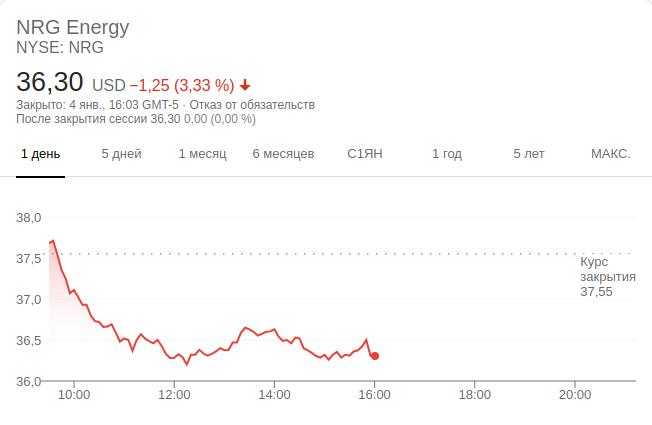 NRG Energy
NYSE: NRG
36,30 USD −1,25 (3,33 %)
Закрыто: 4 янв., 16:03 GMT-5 · Отказ от обязательств
После закрытия сессии 36,30 0,00 (0,00 %)
1 день 5 дней 1 месяц 6 месяцев С1ЯН 1 год 5 лет МАКС.
38,0
37,5
Курс
закрытия
37,55
37,0
36,5
36,0
10:00 12:00 14:00 16:00 18:00 20:00